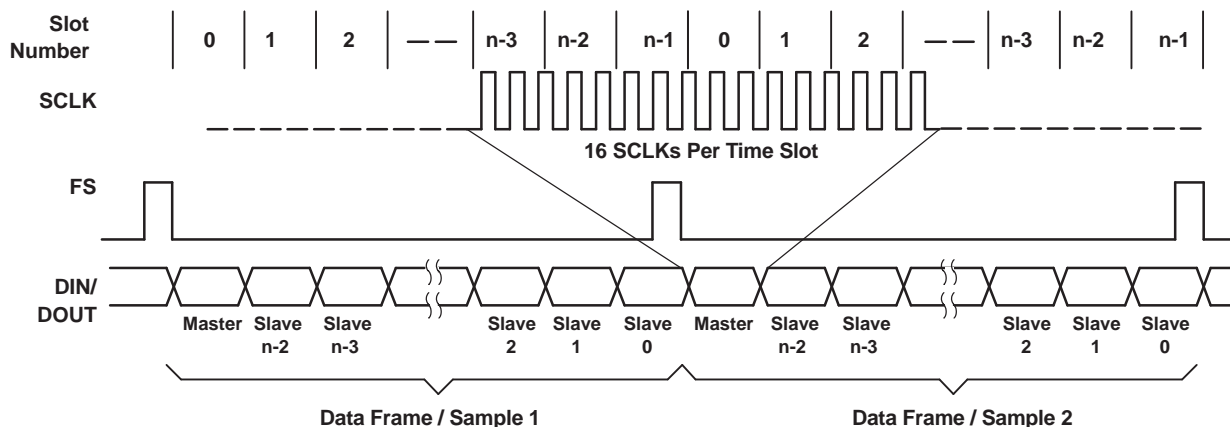 Slot
Number
0 1 2 n-3 n-2 n-1 0 1 2 n-3 n-2 n-1
SCLK
16 SCLKs Per Time Slot
FS
DIN/
DOUT
Master Slave Slave Slave Slave Slave Master Slave Slave Slave Slave Slave
n-2 n-3 2 1 0 n-2 n-3 2 1 0
Data Frame / Sample 1 Data Frame / Sample 2